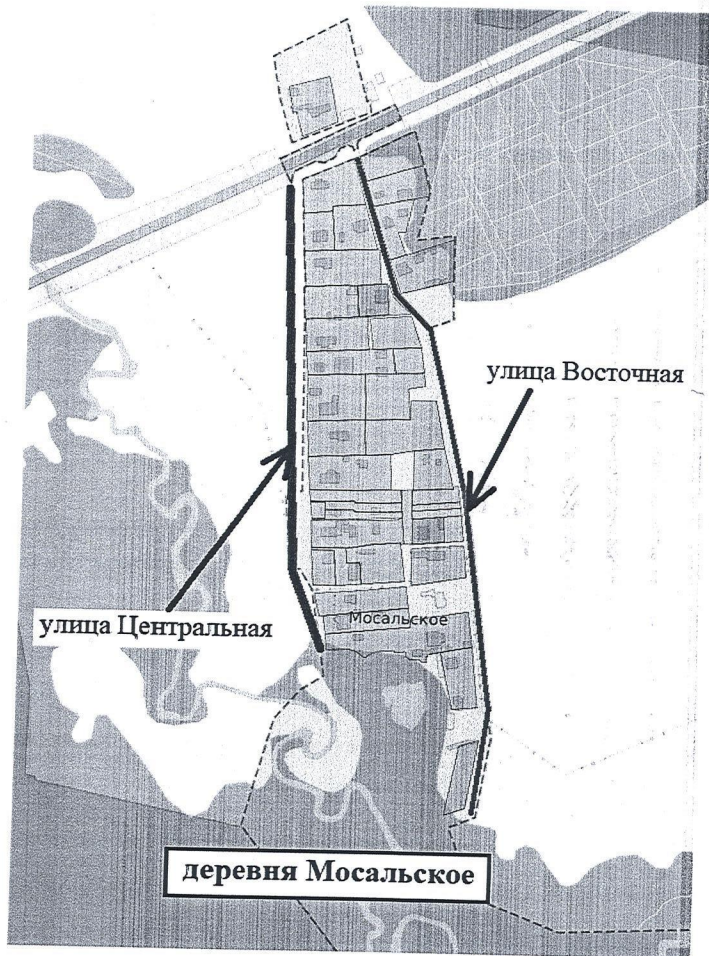 улица Восточная
улица Центральная
Мосальское
деревня Мосальское